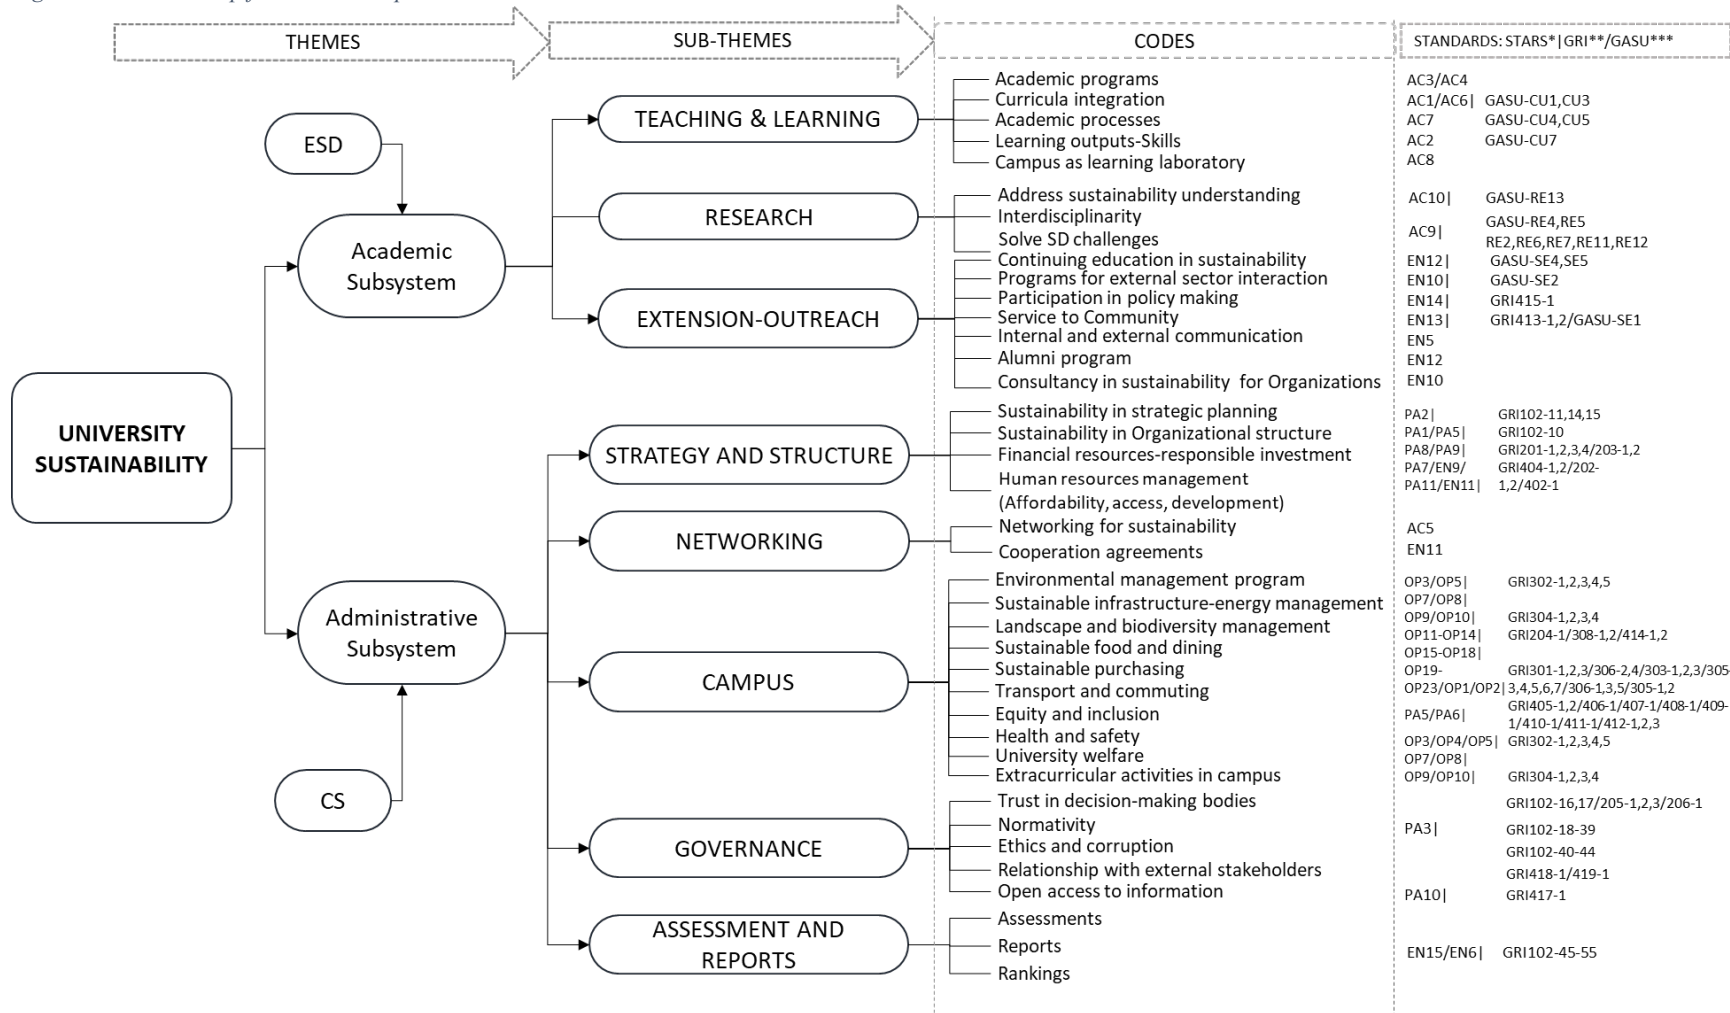 THEMES
SUB-THEMES
CODES
STANDARDS: STARS*|GRI**/GASU***
UNIVERSITY
SUSTAINABILITY
ESD
Academic
Subsystem
Administrative
Subsystem
CS
TEACHING & LEARNING
Academic programs
AC3/AC4
Curricula integration
AC1/AC6| GASU-CU1,CU3
Academic processes
AC7 GASU-CU4,CU5
Learning outputs-Skills
AC2 GASU-CU7
Campus as learning laboratory
AC8
RESEARCH
Address sustainability understanding
AC10| GASU-RE13
Interdisciplinarity
GASU-RE4,RE5
AC9|
Solve SD challenges
RE2,RE6,RE7,RE11,RE12
EXTENSION-OUTREACH
Continuing education in sustainability
EN12| GASU-SE4,SE5
Programs for external sector interaction
EN10| GASU-SE2
Participation in policy making
EN14| GRI415-1
Service to Community
EN13| GRI413-1,2/GASU-SE1
Internal and external communication
EN5
Alumni program
EN12
Consultancy in sustainability for Organizations
EN10
STRATEGY AND STRUCTURE
Sustainability in strategic planning
PA2| GRI102-11,14,15
Sustainability in Organizational structure
PA1/PA5| GRI102-10
Financial resources-responsible investment
PA8/PA9| GRI201-1,2,3,4/203-1,2
Human resources management
PA7/EN9/ GRI404-1,2/202-
PA11/EN11| 1,2/402-1
(Affordability, access, development)
NETWORKING
Networking for sustainability
AC5
Cooperation agreements
EN11
CAMPUS
Environmental management program
OP3/OP5| GRI302-1,2,3,4,5
Sustainable infrastructure-energy management
OP7/OP8|
OP9/OP10| GRI304-1,2,3,4
Landscape and biodiversity management
OP11-OP14| GRI204-1/308-1,2/414-1,2
Sustainable food and dining
OP15-OP18|
Sustainable purchasing
OP19- GRI301-1,2,3/306-2,4/303-1,2,3/305-
Transport and commuting
OP23/OP1/OP2| 3,4,5,6,7/306-1,3,5/305-1,2
Equity and inclusion
GRI405-1,2/406-1/407-1/408-1/409-
PA5/PA6|
1/410-1/411-1/412-1,2,3
Health and safety
OP3/OP4/OP5| GRI302-1,2,3,4,5
University welfare
OP7/OP8|
Extracurricular activities in campus
OP9/OP10| GRI304-1,2,3,4
GOVERNANCE
Trust in decision-making bodies
GRI102-16,17/205-1,2,3/206-1
Normativity
PA3| GRI102-18-39
Ethics and corruption
GRI102-40-44
Relationship with external stakeholders
GRI418-1/419-1
Open access to information
PA10| GRI417-1
ASSESSMENT AND
REPORTS
Assessments
Reports
EN15/EN6| GRI102-45-55
Rankings